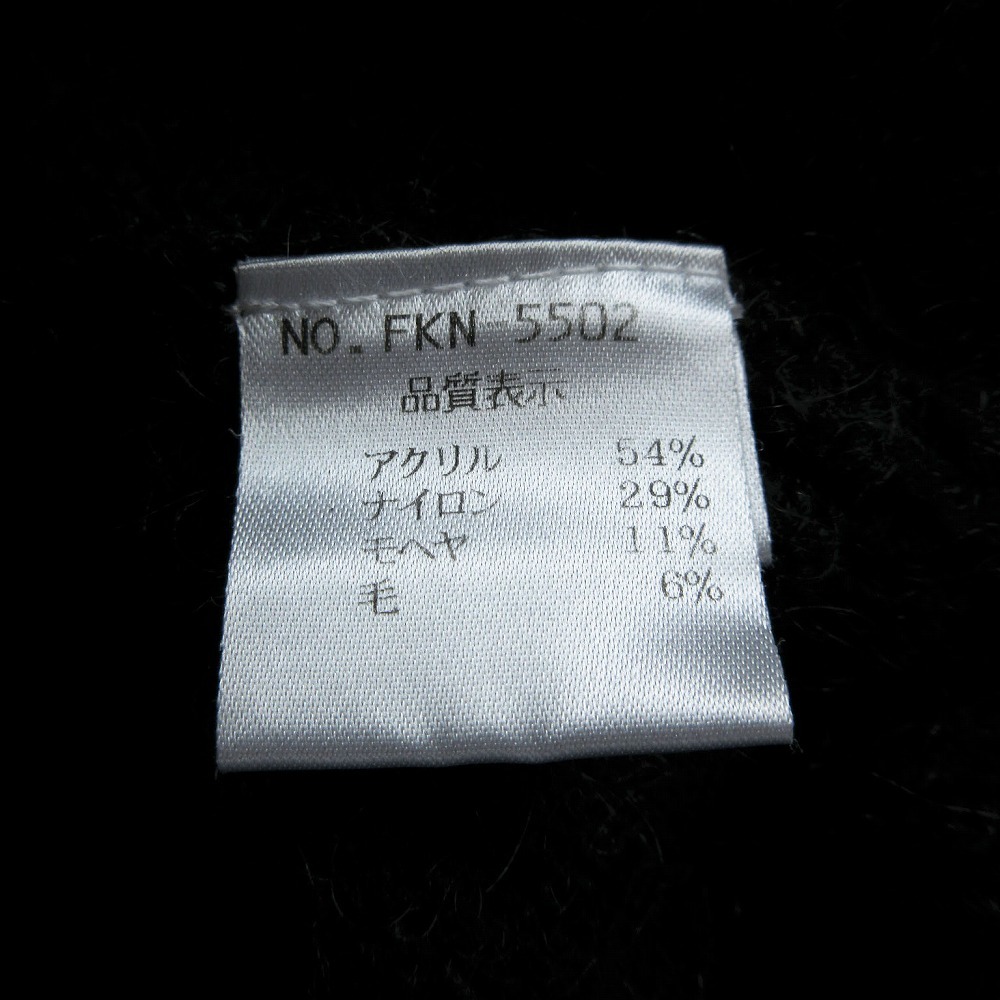 NO. FKN-5502
品質表示
アクリル 54%
ナイロン 29%
モヘヤ 11%
毛 6%